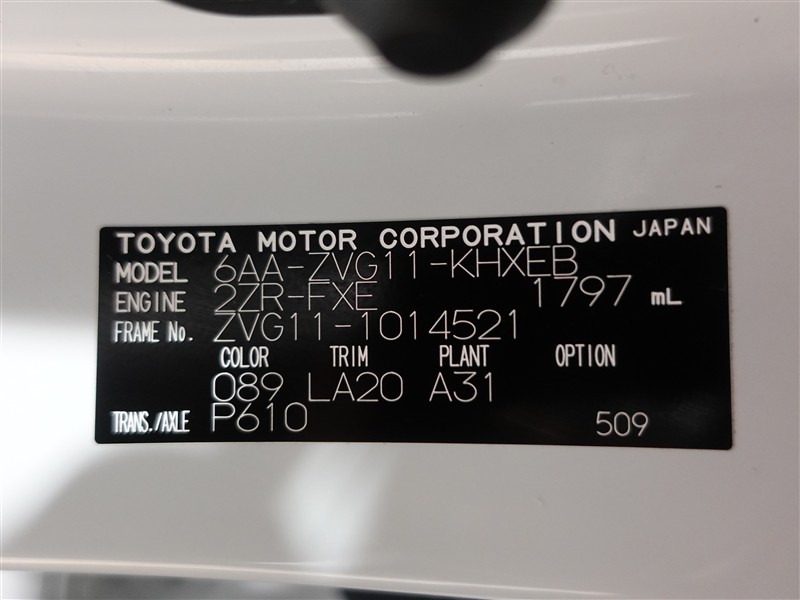 TOYOTA MOTOR CORPORATION JAPAN
MODEL 6AA-ZVG11-KHXEB
ENGINE 2ZR-FXE 1797 mL
FRAME No. ZVG11-1014521
COLOR TRIM PLANT OPTION
089 LA20 A31
TRANS./AXLE P610 509